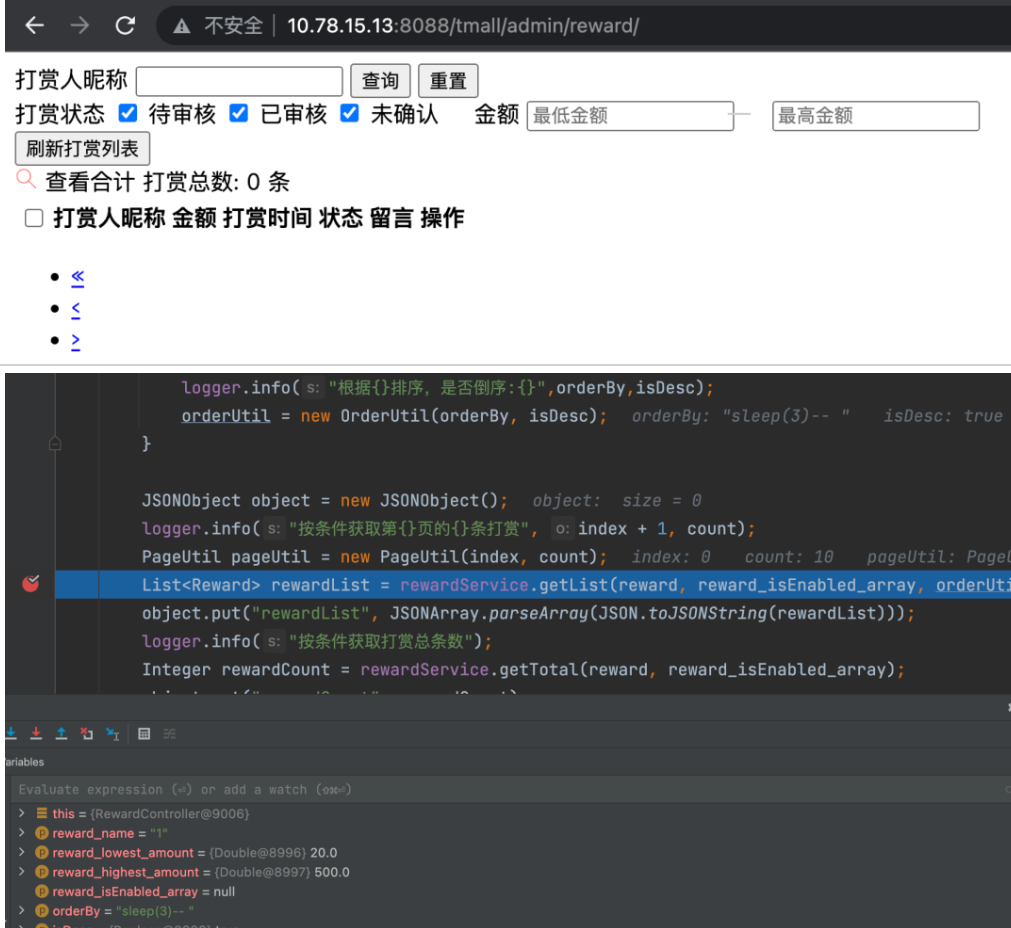 不安全 | 10.78.15.13:8088/tmall/admin/reward/
打赏人昵称 查询 重置
打赏状态 待审核 已审核 未确认 金额 最低金额 — 最高金额
刷新打赏列表
查看合计 打赏总数: 0 条
打赏人昵称 金额 打赏时间 状态 留言 操作
«
<
>
logger.info( s: "根据{}排序，是否倒序:{}",orderBy,isDesc);
orderUtil = new OrderUtil(orderBy, isDesc); orderBy: "sleep(3)-- " isDesc: true
}
JSONObject object = new JSONObject(); object: size = 0
logger.info( s: "按条件获取第{}页的{}条打赏", o: index + 1, count);
PageUtil pageUtil = new PageUtil(index, count); index: 0 count: 10 pageUtil: PageU
List<Reward> rewardList = rewardService.getList(reward, reward_isEnabled_array, orderUti
object.put("rewardList", JSONArray.parseArray(JSON.toJSONString(rewardList)));
logger.info( s: "按条件获取打赏总条数");
Integer rewardCount = rewardService.getTotal(reward, reward_isEnabled_array);
ariables
Evaluate expression (⏎) or add a watch (⇧⌘⏎)
this = {RewardController@9006}
reward_name = "1"
reward_lowest_amount = {Double@8996} 20.0
reward_highest_amount = {Double@8997} 500.0
reward_isEnabled_array = null
orderBy = "sleep(3)-- "